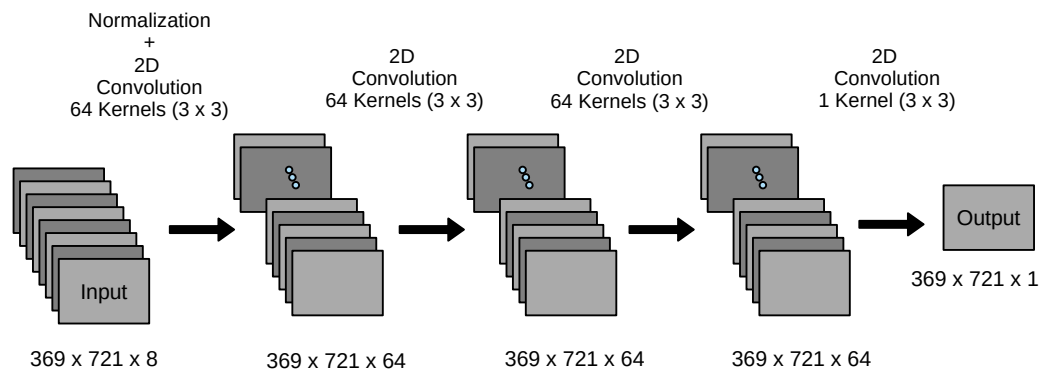 Normalization
+
2D
Convolution
64 Kernels (3 x 3)
2D
Convolution
64 Kernels (3 x 3)
2D
Convolution
64 Kernels (3 x 3)
2D
Convolution
1 Kernel (3 x 3)
Input
Output
369 x 721 x 8
369 x 721 x 64
369 x 721 x 64
369 x 721 x 64
369 x 721 x 1